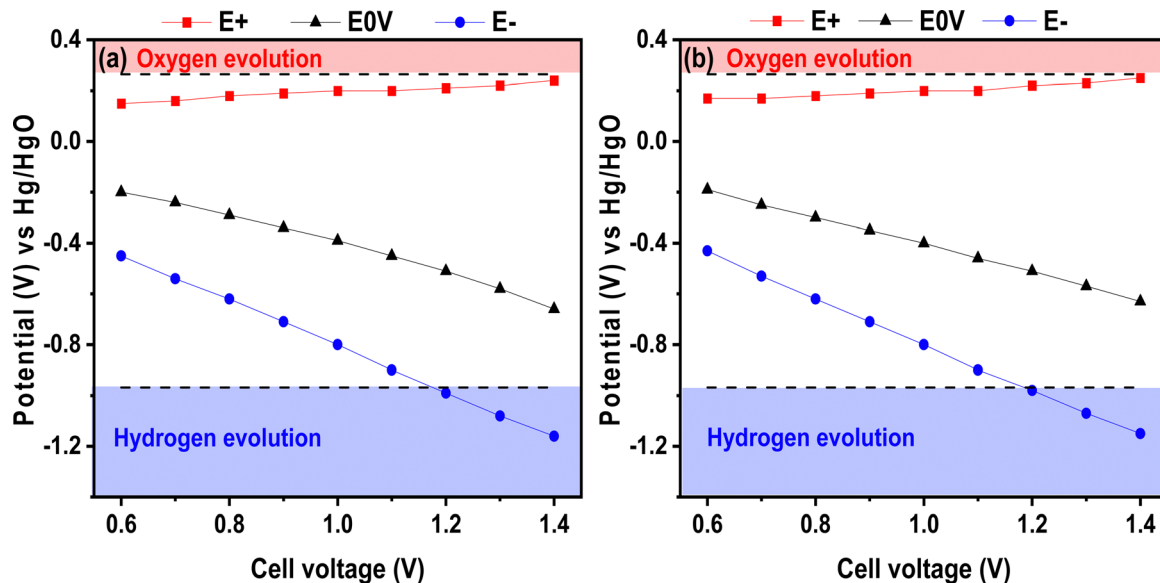 E+ E0V E-
(a) Oxygen evolution
Potential (V) vs Hg/HgO
0.4
0.0
-0.4
-0.8
-1.2
Hydrogen evolution
0.6 0.8 1.0 1.2 1.4
Cell voltage (V)
E+ E0V E-
(b) Oxygen evolution
Potential (V) vs Hg/HgO
0.4
0.0
-0.4
-0.8
-1.2
Hydrogen evolution
0.6 0.8 1.0 1.2 1.4
Cell voltage (V)